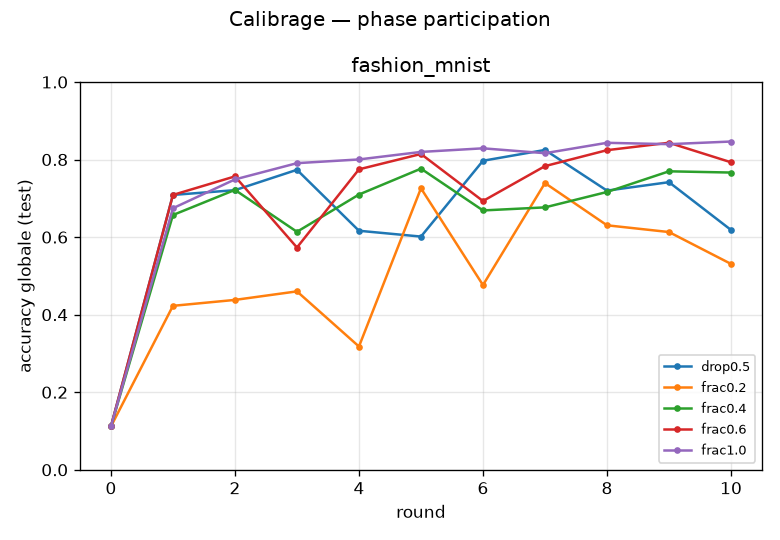 Calibrage — phase participation
fashion_mnist
accuracy globale (test)
1.0
0.8
0.6
0.4
0.2
0.0
drop0.5
frac0.2
frac0.4
frac0.6
frac1.0
0 2 4 6 8 10
round